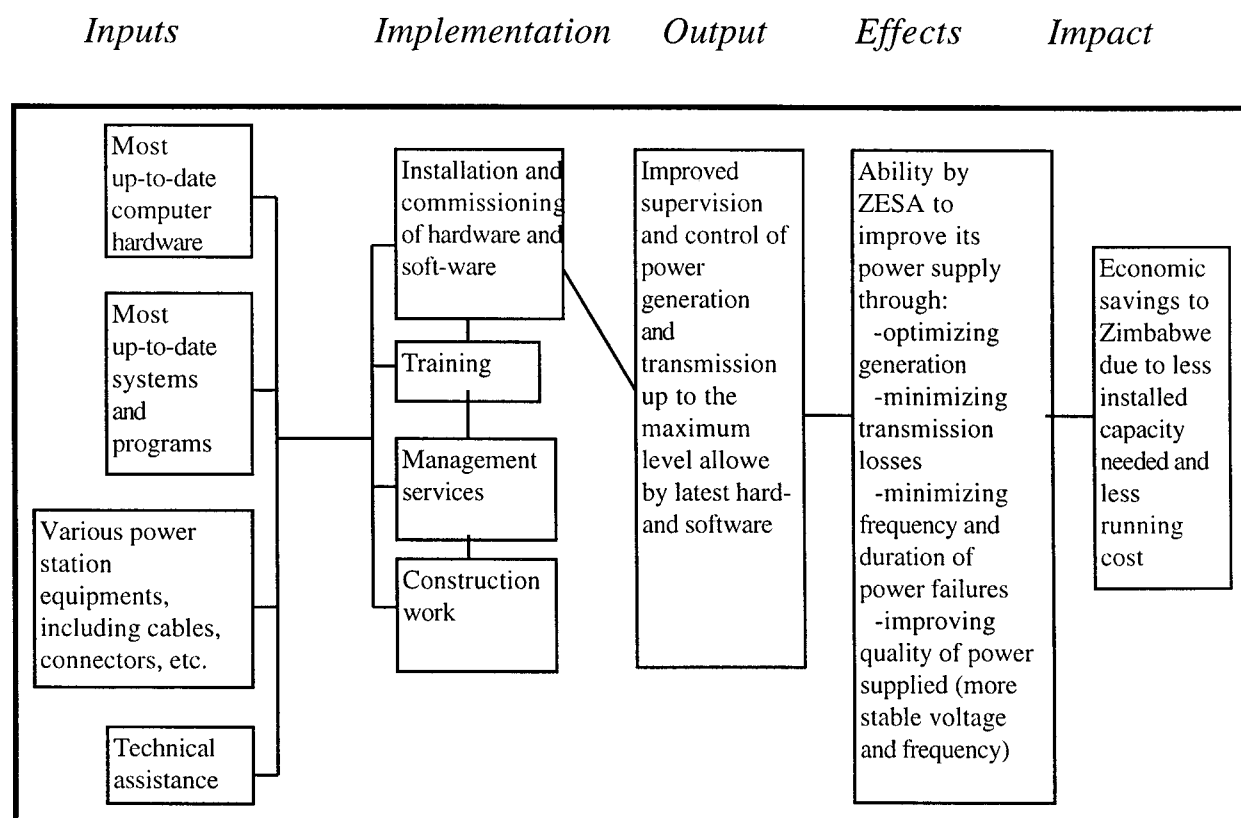 Inputs
Implementation
Output
Effects
Impact
Most
up-to-date
computer
hardware
Most
up-to-date
systems
and
programs
Various power
station
equipments,
including cables,
connectors, etc.
Technical
assistance
Installation and
commissioning
of hardware and
soft-ware
Training
Management
services
Construction
work
Improved
supervision
and control of
power
generation
and
transmission
up to the
maximum
level allowe
by latest hard-
and software
Ability by
ZESA to
improve its
power supply
through:
-optimizing
generation
-minimizing
transmission
losses
-minimizing
frequency and
duration of
power failures
-improving
quality of power
supplied (more
stable voltage
and frequency)
Economic
savings to
Zimbabwe
due to less
installed
capacity
needed and
less
running
cost